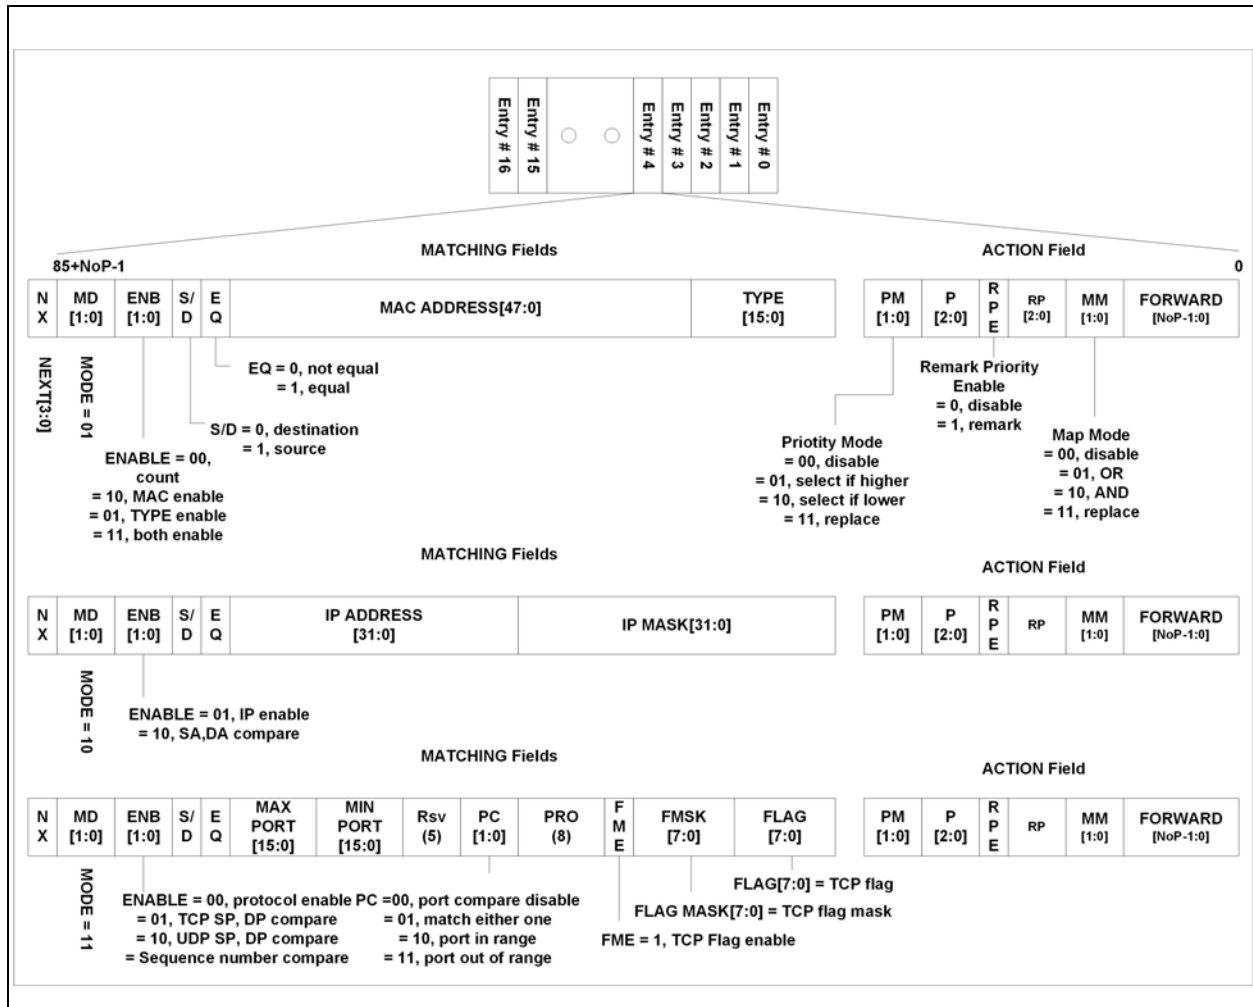 Entry # 16
Entry # 15
Entry # 4
Entry # 3
Entry # 2
Entry # 1
Entry # 0
MATCHING Fields
ACTION Field
85+NoP-1
0
N X
MD [1:0]
ENB [1:0]
S/ D
E Q
MAC ADDRESS[47:0]
TYPE [15:0]
PM [1:0]
P [2:0]
R P E
RP [2:0]
MM [1:0]
FORWARD [NoP-1:0]
NEXT[3:0]
MODE = 01
EQ = 0, not equal
= 1, equal
S/D = 0, destination
= 1, source
ENABLE = 00,
count
= 10, MAC enable
= 01, TYPE enable
= 11, both enable
Priotity Mode
= 00, disable
= 01, select if higher
= 10, select if lower
= 11, replace
Remark Priority
Enable
= 0, disable
= 1, remark
Map Mode
= 00, disable
= 01, OR
= 10, AND
= 11, replace
MATCHING Fields
ACTION Field
N X
MD [1:0]
ENB [1:0]
S/ D
E Q
IP ADDRESS [31:0]
IP MASK[31:0]
PM [1:0]
P [2:0]
R P E
RP
MM [1:0]
FORWARD [NoP-1:0]
MODE = 10
ENABLE = 01, IP enable
= 10, SA,DA compare
MATCHING Fields
ACTION Field
N X
MD [1:0]
ENB [1:0]
S/ D
E Q
MAX PORT [15:0]
MIN PORT [15:0]
Rsv (5)
PC [1:0]
PRO (8)
F M E
FMSK [7:0]
FLAG [7:0]
PM [1:0]
P [2:0]
R P E
RP
MM [1:0]
FORWARD [NoP-1:0]
MODE = 11
ENABLE = 00, protocol enable
= 01, TCP SP, DP compare
= 10, UDP SP, DP compare
= Sequence number compare
PC =00, port compare disable
= 01, match either one
= 10, port in range
= 11, port out of range
FLAG[7:0] = TCP flag
FLAG MASK[7:0] = TCP flag mask
FME = 1, TCP Flag enable